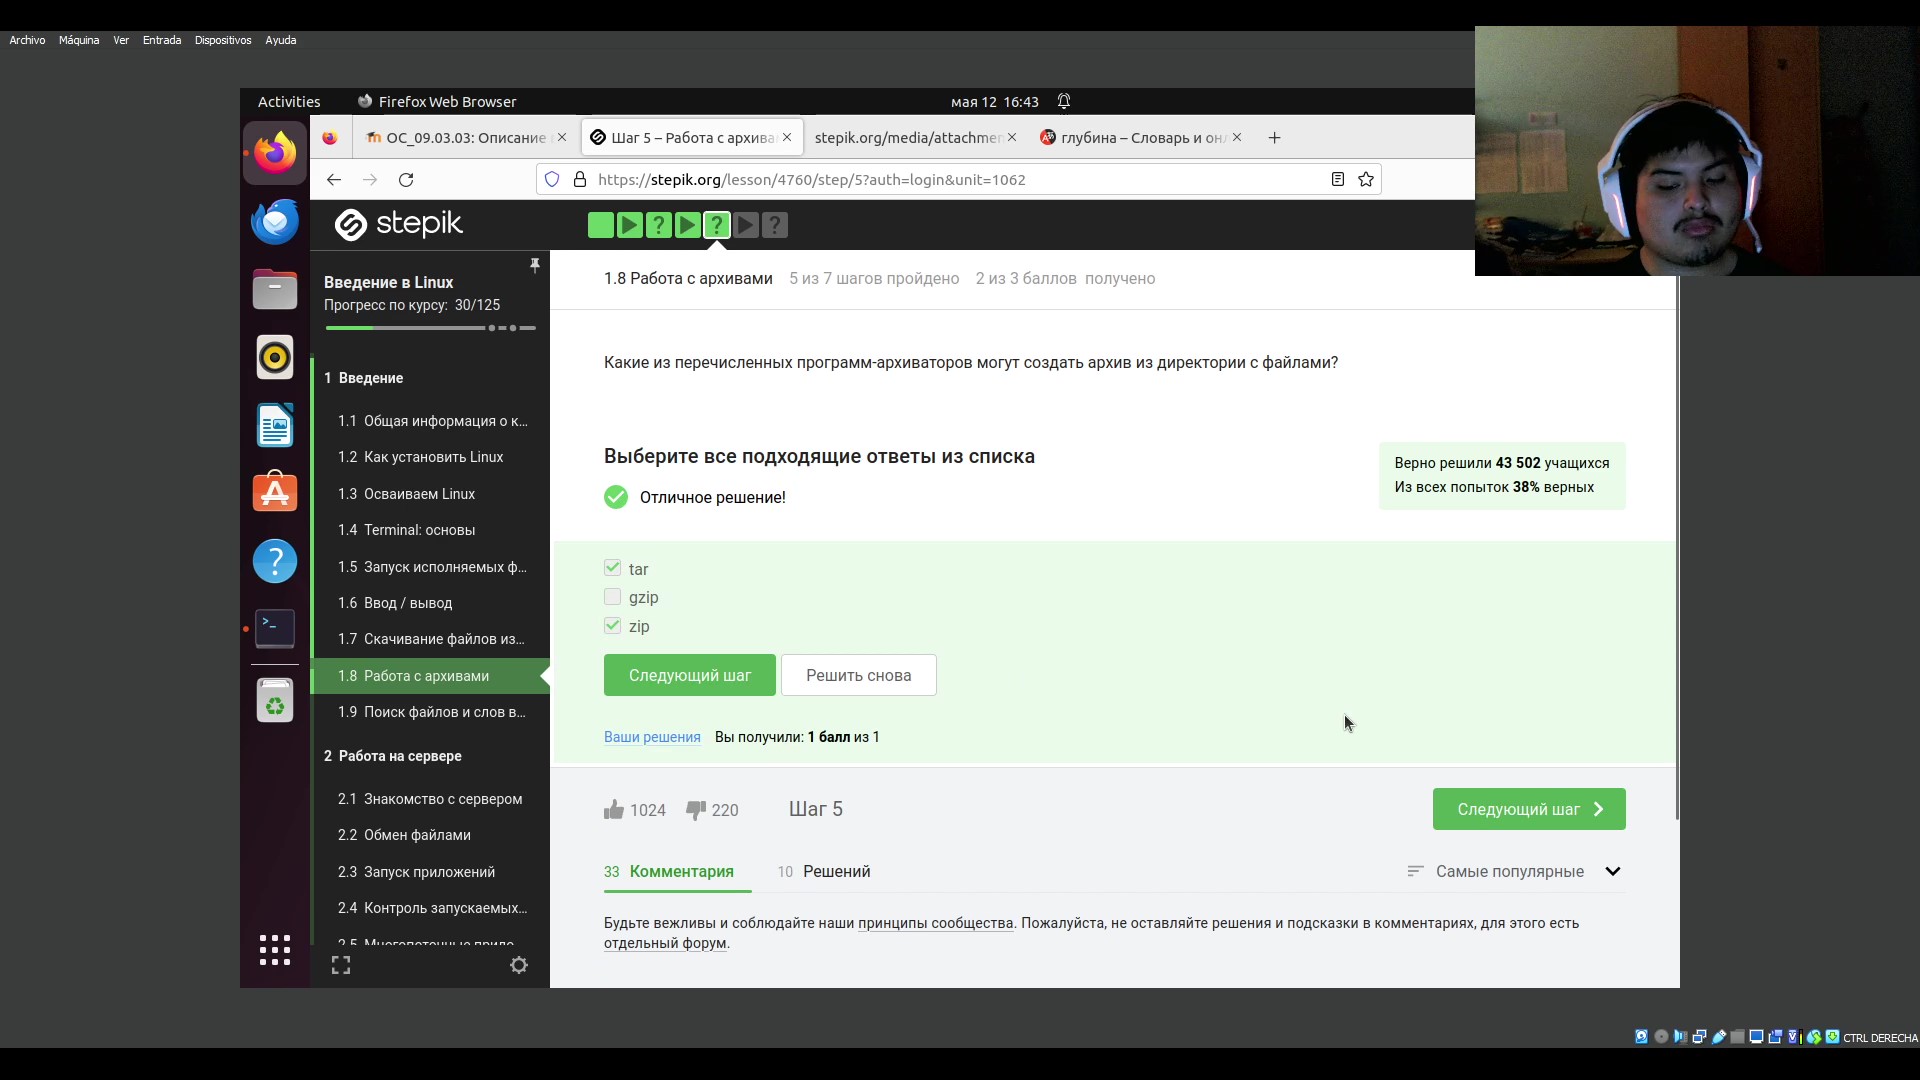 Archivo Máquina Ver Entrada Dispositivos Ayuda
Activities Firefox Web Browser мая 12 16:43
ОС_09.03.03: Описание Шаг 5 – Работа с архива stepik.org/media/attachmen глубина – Словарь и онл
https://stepik.org/lesson/4760/step/5?auth=login&unit=1062
stepik
Введение в Linux
Прогресс по курсу: 30/125
1 Введение
1.1 Общая информация о к...
1.2 Как установить Linux
1.3 Осваиваем Linux
1.4 Terminal: основы
1.5 Запуск исполняемых ф...
1.6 Ввод / вывод
1.7 Скачивание файлов из...
1.8 Работа с архивами
1.9 Поиск файлов и слов в...
2 Работа на сервере
2.1 Знакомство с сервером
2.2 Обмен файлами
2.3 Запуск приложений
2.4 Контроль запускаемых...
1.8 Работа с архивами 5 из 7 шагов пройдено 2 из 3 баллов получено
Какие из перечисленных программ-архиваторов могут создать архив из директории с файлами?
Выберите все подходящие ответы из списка
Отличное решение!
Верно решили 43 502 учащихся
Из всех попыток 38% верных
tar
gzip
zip
Следующий шаг Решить снова
Ваши решения Вы получили: 1 балл из 1
1024 220 Шаг 5 Следующий шаг
33 Комментария 10 Решений Самые популярные
Будьте вежливы и соблюдайте наши принципы сообщества. Пожалуйста, не оставляйте решения и подсказки в комментариях, для этого есть
отдельный форум.
CTRL DERECHA